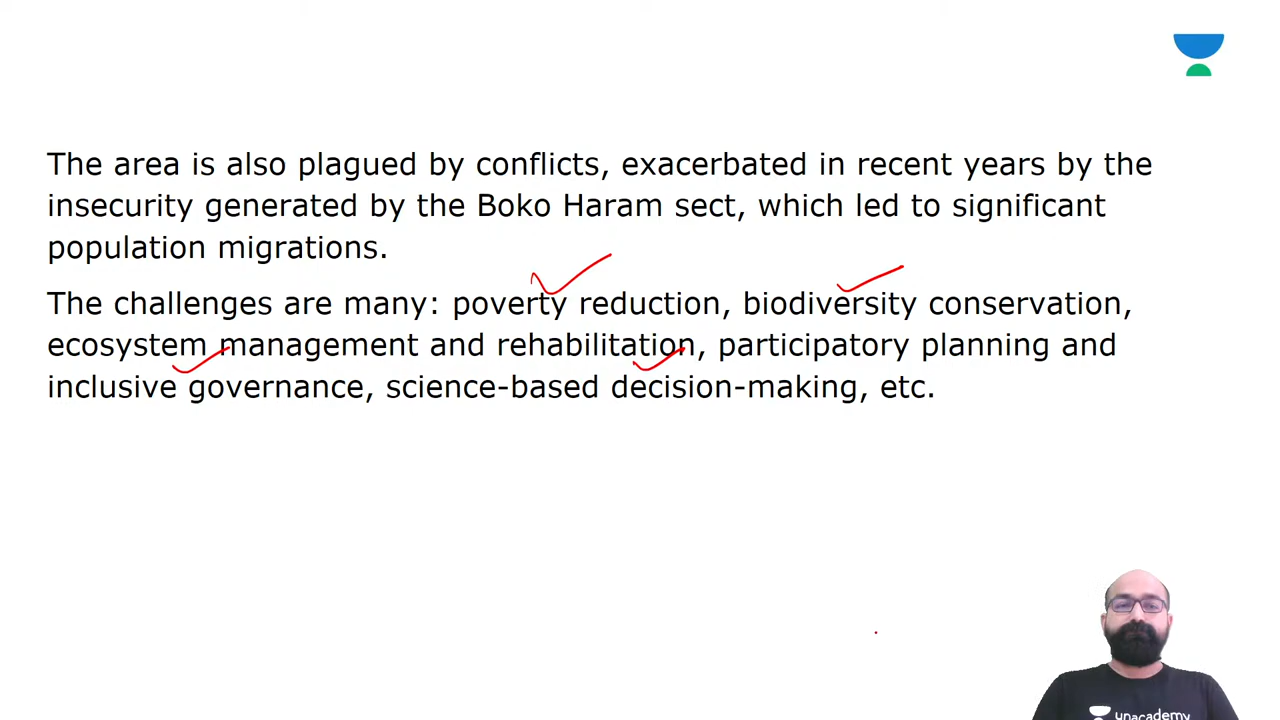 The area is also plagued by conflicts, exacerbated in recent years by the
insecurity generated by the Boko Haram sect, which led to significant
population migrations.
The challenges are many: poverty reduction, biodiversity conservation,
ecosystem management and rehabilitation, participatory planning and
inclusive governance, science-based decision-making, etc.
unacademy